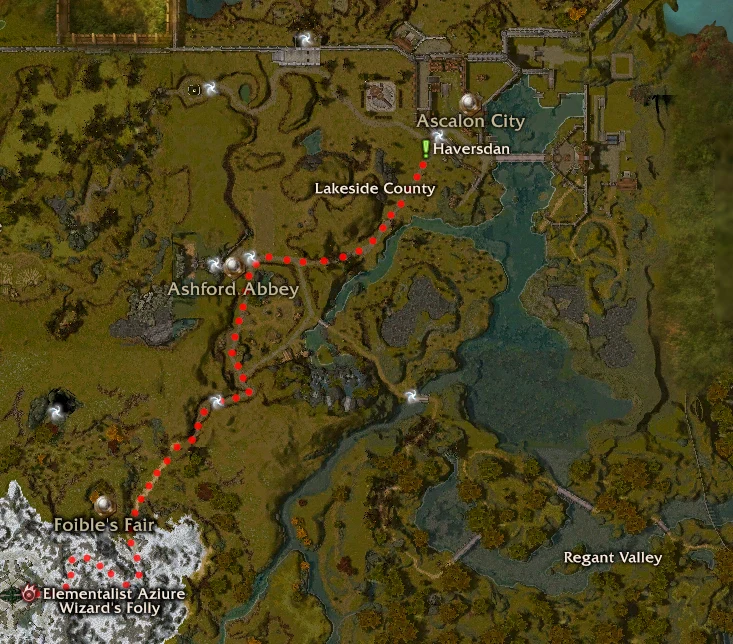 Ascalon City
Haversdan
Lakeside County
Ashford Abbey
Foible's Fair
Regant Valley
Elementalist Aziure
Wizard's Folly